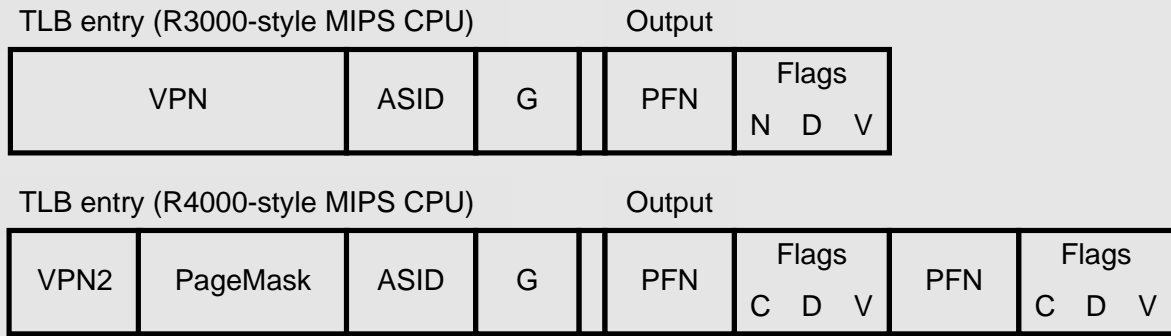 TLB entry (R3000-style MIPS CPU) Output
VPN ASID G PFN Flags
N D V
TLB entry (R4000-style MIPS CPU) Output
VPN2 PageMask ASID G PFN Flags PFN Flags
C D V C D V